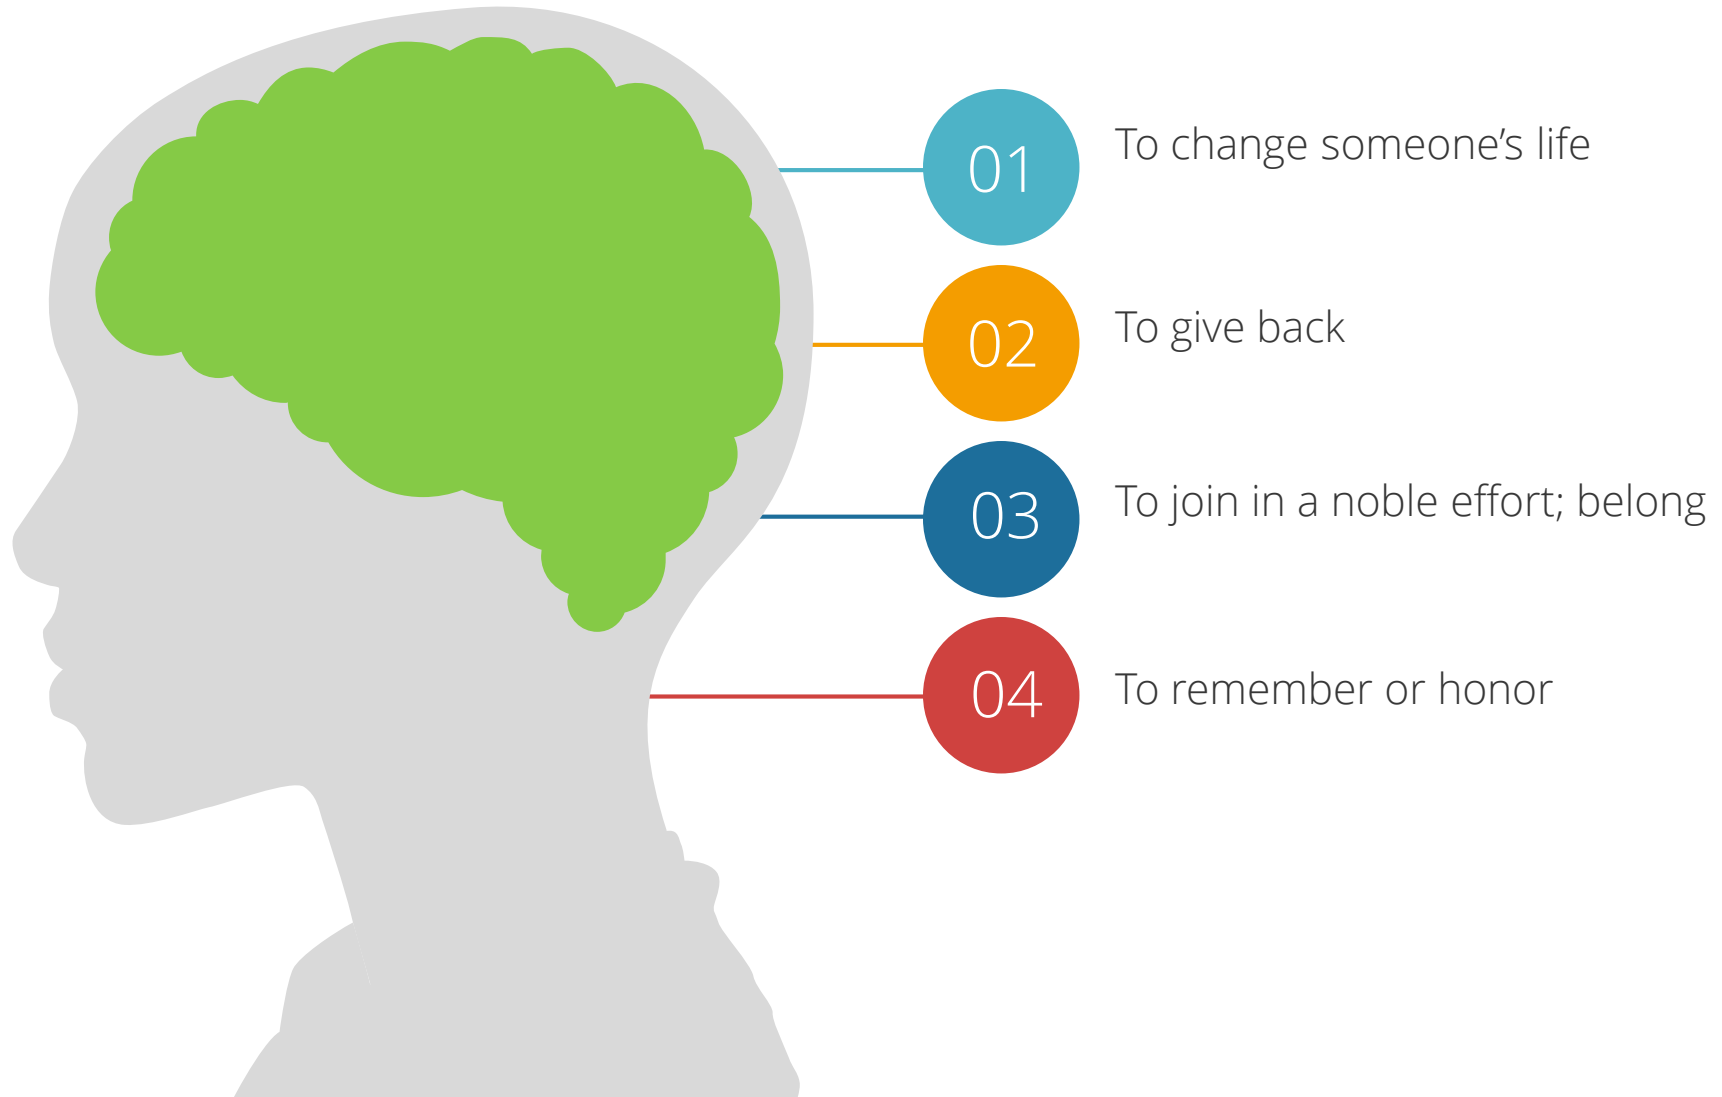 01
To change someone’s life
02
To give back
03
To join in a noble effort; belong
04
To remember or honor